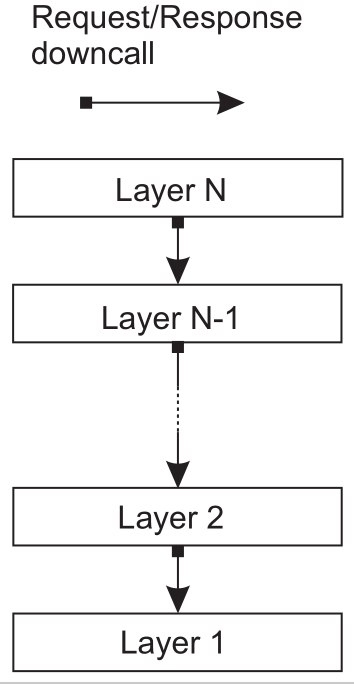 Request/Response
downcall
Layer N
Layer N-1
Layer 2
Layer 1